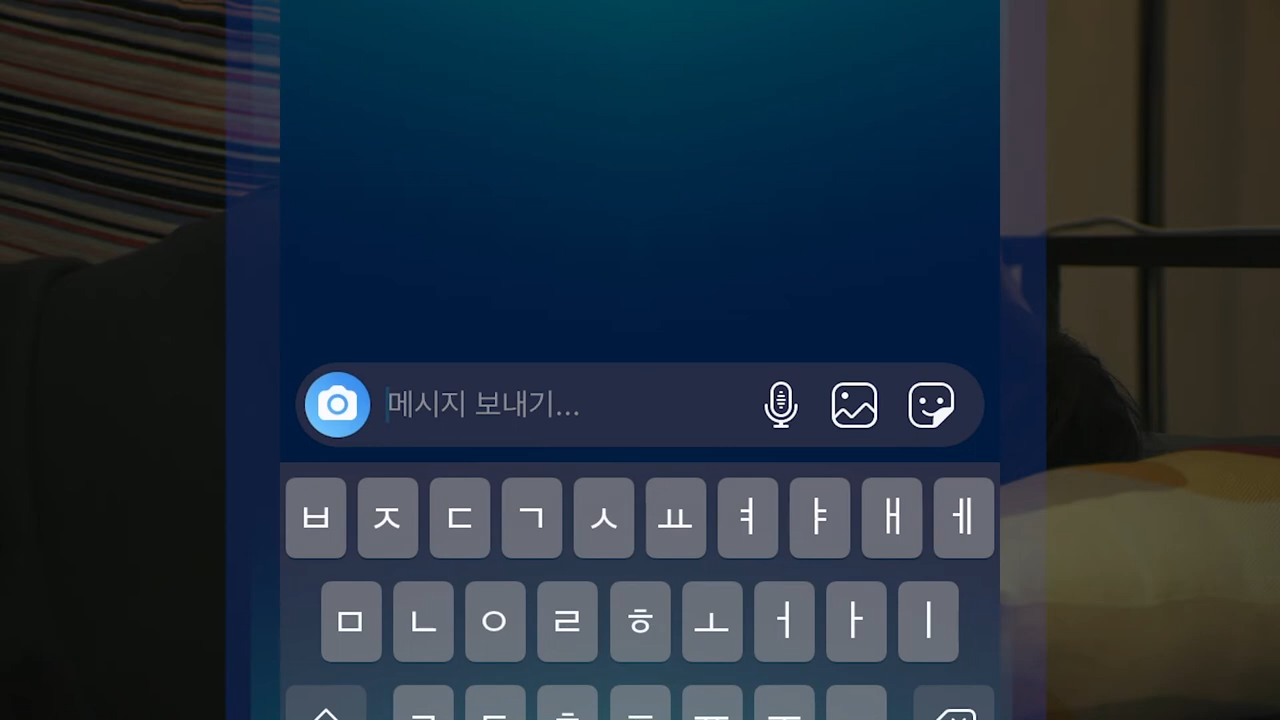 메시지 보내기...
ㅂ ㅈ ㄷ ㄱ ㅅ ㅛ ㅕ ㅑ ㅐ ㅔ
ㅁ ㄴ ㅇ ㄹ ㅎ ㅗ ㅓ ㅏ ㅣ